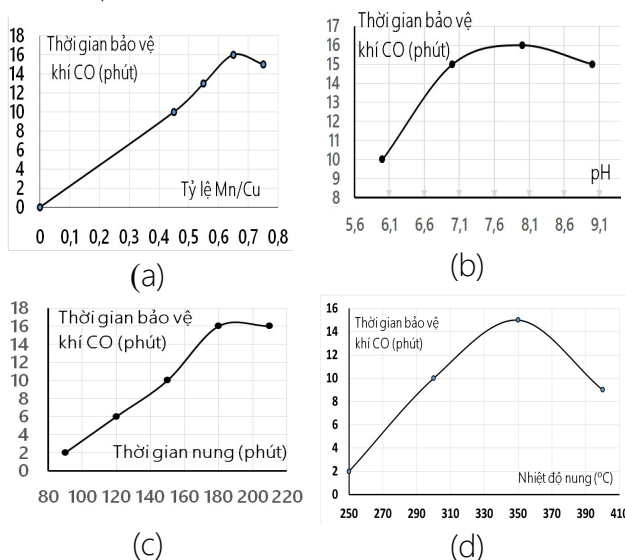 18
16
14
12
10
8
6
4
2
0
Thời gian bảo vệ
khí CO (phút)
Tỷ lệ Mn/Cu
0 0,1 0,2 0,3 0,4 0,5 0,6 0,7 0,8
(a)
17
16
15
14
13
12
11
10
9
8
Thời gian bảo vệ
khí CO (phút)
pH
5,6 6,1 6,6 7,1 7,6 8,1 8,6 9,1
(b)
18
16
14
12
10
8
6
4
2
0
Thời gian bảo vệ
khí CO (phút)
Thời gian nung (phút)
80 100 120 140 160 180 200 220
(c)
16
14
12
10
8
6
4
2
0
Thời gian bảo vệ
khí CO (phút)
Nhiệt độ nung (°C)
250 270 290 310 330 350 370 390 410
(d)